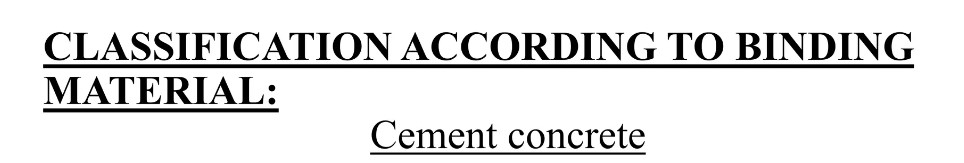 CLASSIFICATION ACCORDING TO BINDING
MATERIAL:
Cement concrete